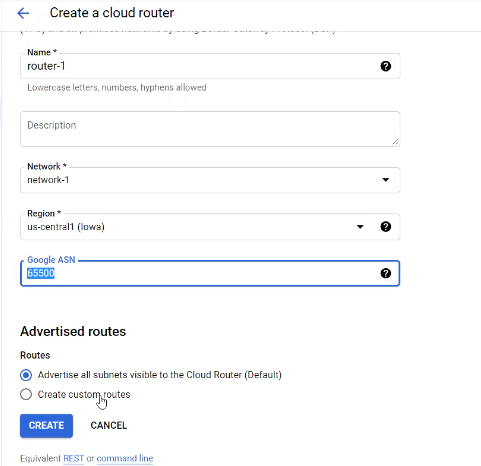 Create a cloud router
Name *
router-1
Lowercase letters, numbers, hyphens allowed
Description
Network *
network-1
Region *
us-central1 (Iowa)
Google ASN
65500
Advertised routes
Routes
Advertise all subnets visible to the Cloud Router (Default)
Create custom routes
CREATE CANCEL
Equivalent REST or command line